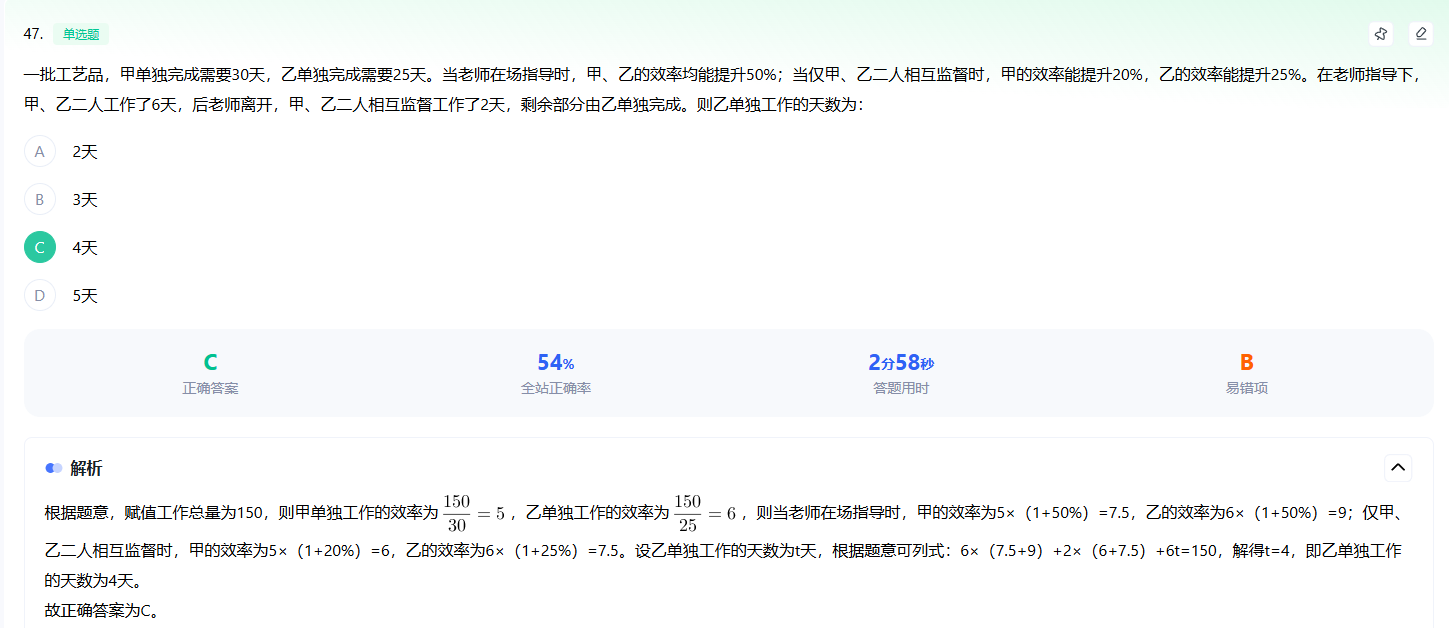 47. 单选题
一批工艺品，甲单独完成需要30天，乙单独完成需要25天。当老师在场指导时，甲、乙的效率均能提升50%；当仅甲、乙二人相互监督时，甲的效率能提升20%，乙的效率能提升25%。在老师指导下，
甲、乙二人工作了6天，后老师离开，甲、乙二人相互监督工作了2天，剩余部分由乙单独完成。则乙单独工作的天数为：
A 2天
B 3天
C 4天
D 5天
C 54% 2分58秒 B
正确答案 全站正确率 答题用时 易错项
解析
根据题意，赋值工作总量为150，则甲单独工作的效率为150/30=5，乙单独工作的效率为150/25=6，则当老师在场指导时，甲的效率为5×（1+50%）=7.5，乙的效率为6×（1+50%）=9；仅甲、
乙二人相互监督时，甲的效率为5×（1+20%）=6，乙的效率为6×（1+25%）=7.5。设乙单独工作的天数为t天，根据题意可列式：6×（7.5+9）+2×（6+7.5）+6t=150，解得t=4，即乙单独工作
的天数为4天。
故正确答案为C。